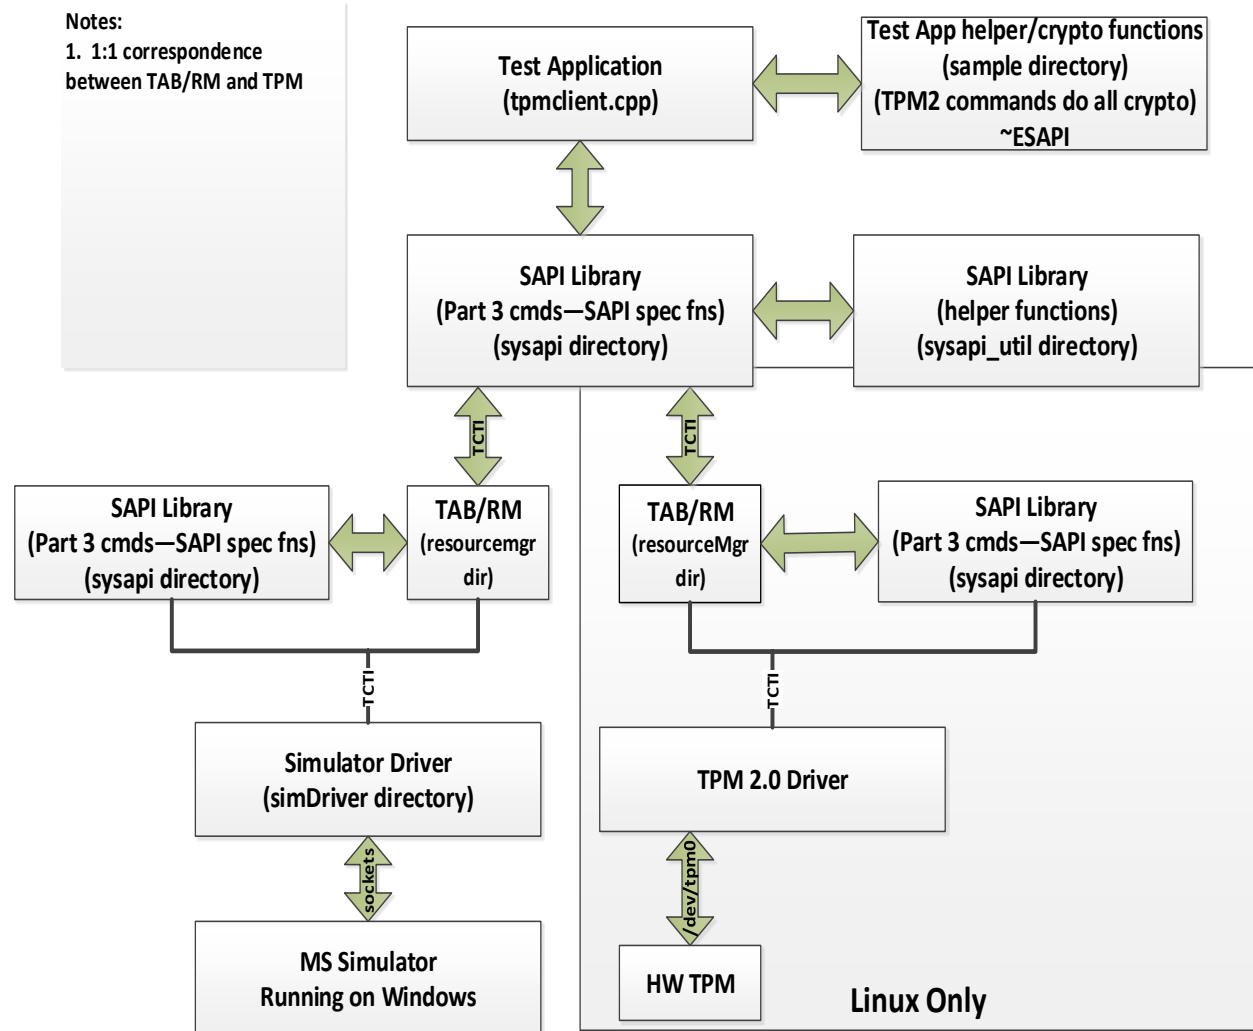 Notes:
1. 1:1 correspondence
between TAB/RM and TPM
Test Application
(tpmclient.cpp)
Test App helper/crypto functions
(sample directory)
(TPM2 commands do all crypto)
~ESAPI
SAPI Library
(Part 3 cmds—SAPI spec fns)
(sysapi directory)
SAPI Library
(helper functions)
(sysapi_util directory)
TCTI
TCTI
SAPI Library
(Part 3 cmds—SAPI spec fns)
(sysapi directory)
TAB/RM
(resourcemgr
dir)
TAB/RM
(resourceMgr
dir)
SAPI Library
(Part 3 cmds—SAPI spec fns)
(sysapi directory)
TCTI
TCTI
Simulator Driver
(simDriver directory)
TPM 2.0 Driver
sockets
/dev/tpm0
MS Simulator
Running on Windows
HW TPM
Linux Only